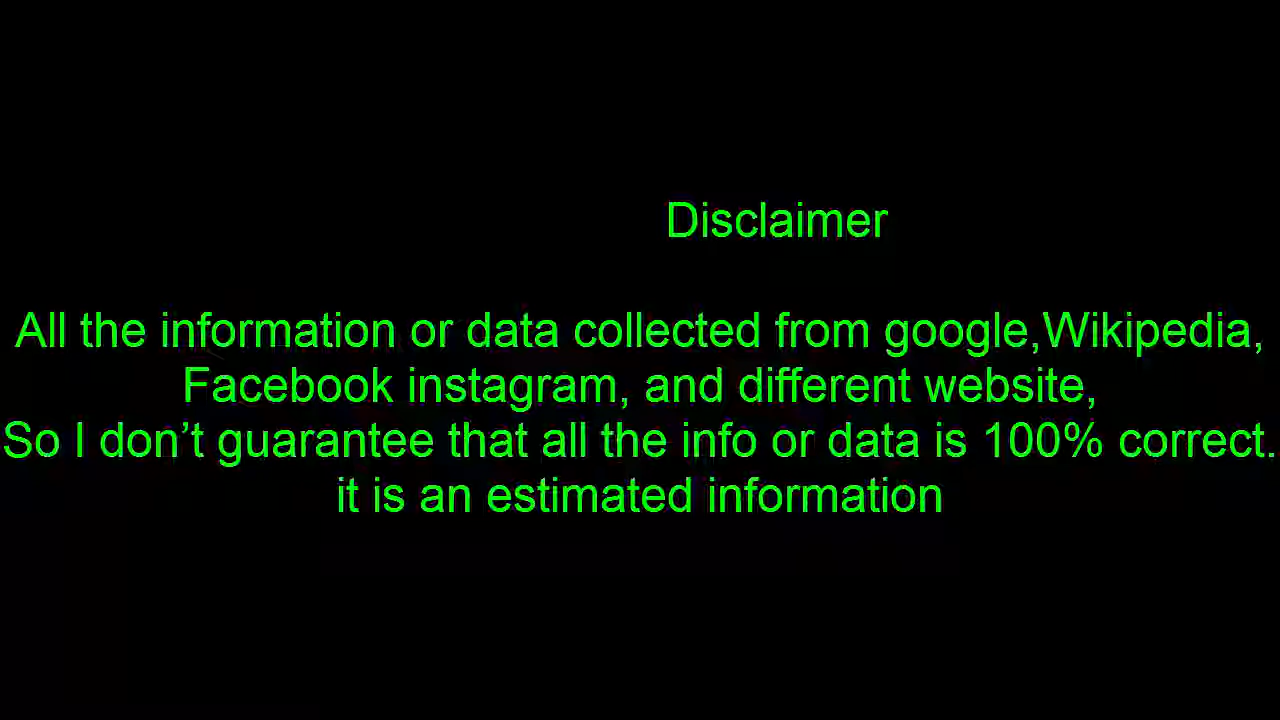 Disclaimer
All the information or data collected from google,Wikipedia,
Facebook instagram, and different website,
So I don’t guarantee that all the info or data is 100% correct.
it is an estimated information